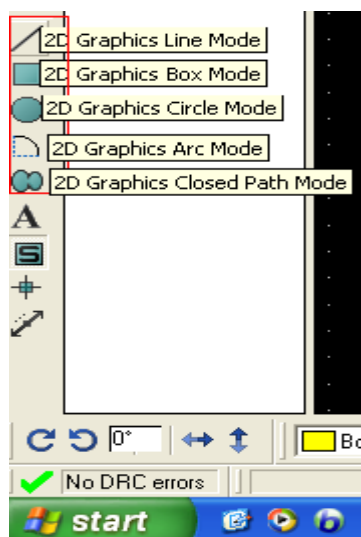 2D Graphics Line Mode
2D Graphics Box Mode
2D Graphics Circle Mode
2D Graphics Arc Mode
2D Graphics Closed Path Mode
A
S
0°
Bo
No DRC errors
start